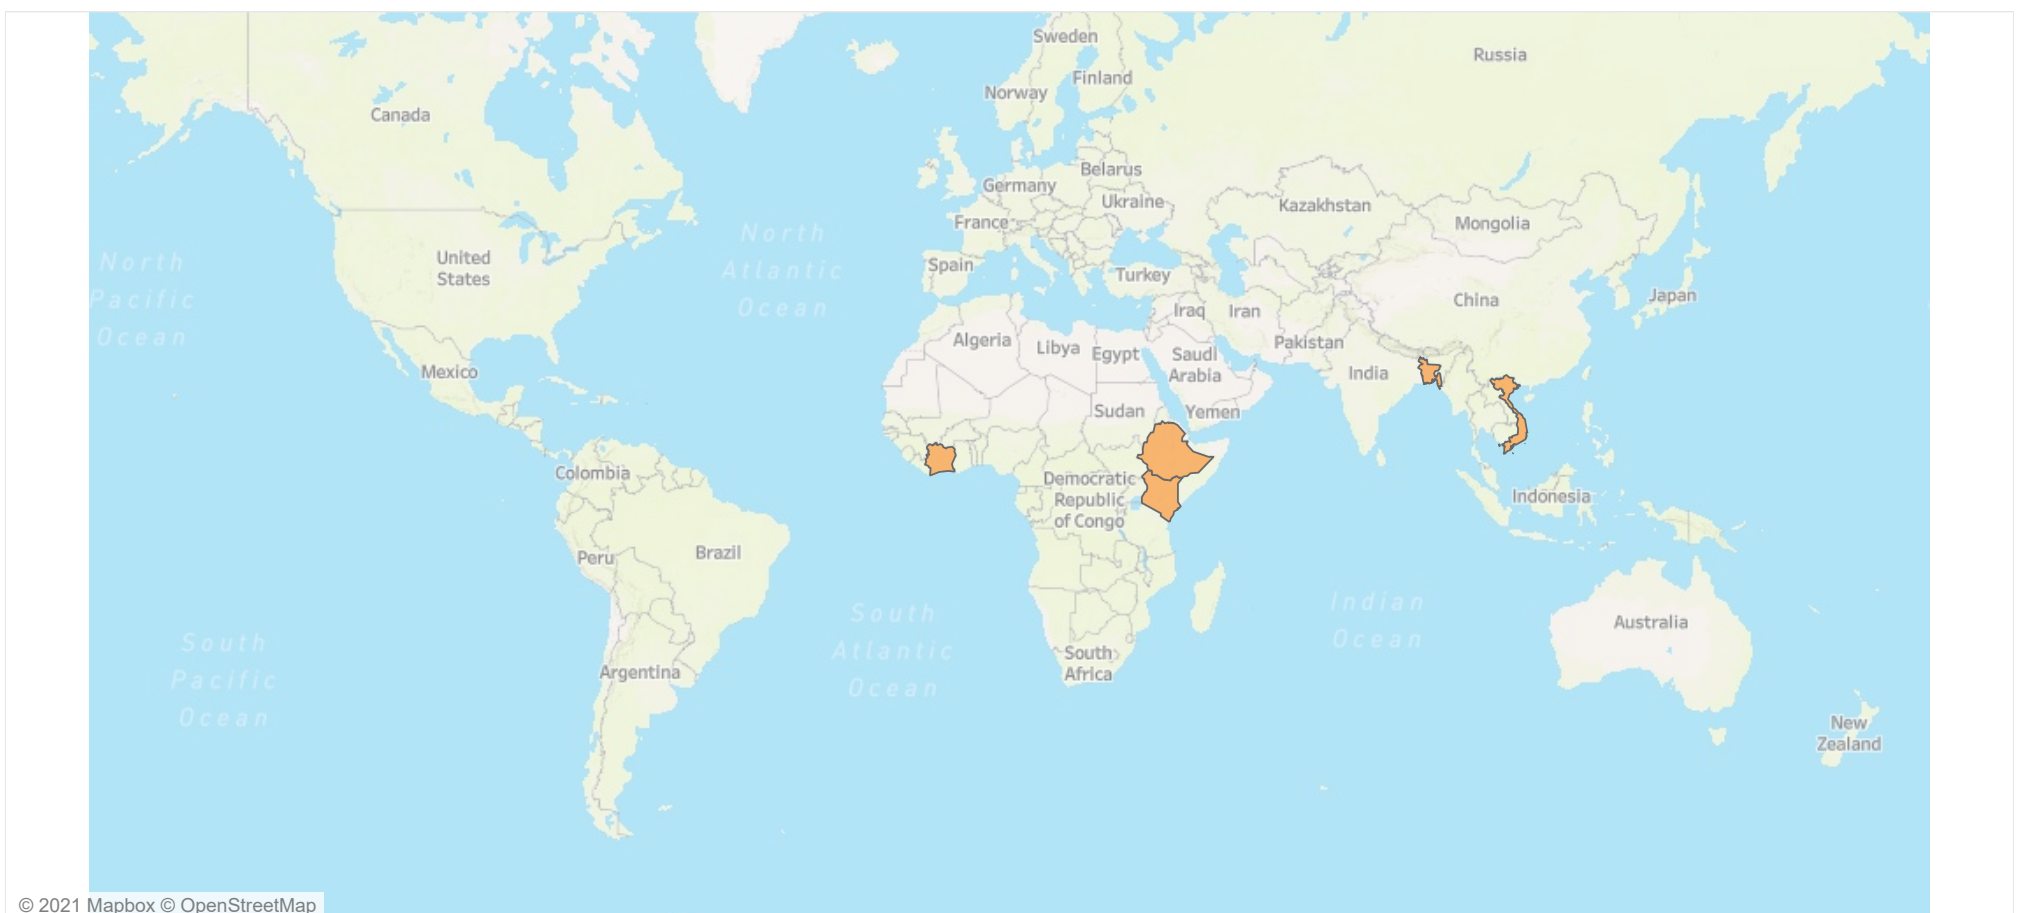 Sweden
Russia
Finland
Norway
Canada
Belarus
Germany
Ukraine
Kazakhstan
France
Mongolia
North
Atlantic
Ocean
North
Pacific
Ocean
United
States
Spain
Turkey
China
Japan
Iraq
Iran
Algeria
Libya
Egypt
Saudi
Arabia
Pakistan
India
Mexico
Sudan
Yemen
Colombia
Democratic
Republic
of Congo
Indonesia
Peru
Brazil
South
Atlantic
Ocean
Indian
Ocean
Australia
South
Pacific
Ocean
South
Africa
Argentina
New
Zealand
© 2021 Mapbox © OpenStreetMap